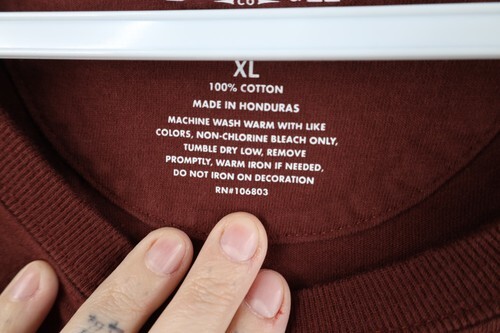 CO
XL
100% COTTON
MADE IN HONDURAS
MACHINE WASH WARM WITH LIKE
COLORS, NON-CHLORINE BLEACH ONLY,
TUMBLE DRY LOW, REMOVE
PROMPTLY, WARM IRON IF NEEDED,
DO NOT IRON ON DECORATION
RN#106803